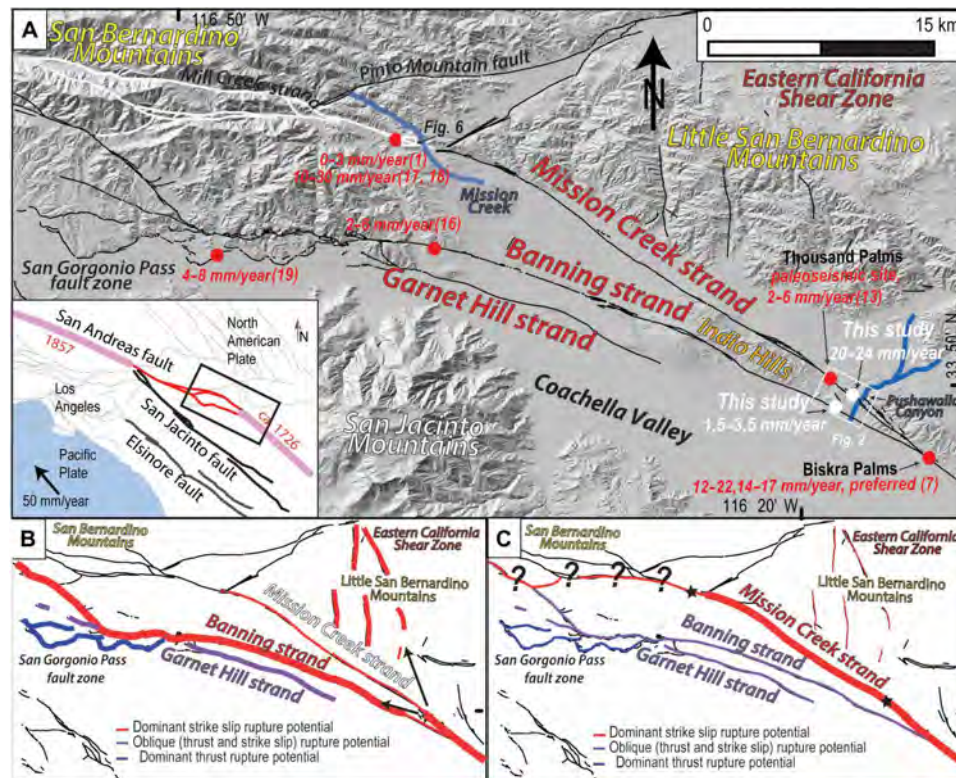 A
116 50' W
0 15 km
San Bernardino
Mountains
Pinto Mountain fault
Mill Creek strand
N
Eastern California
Shear Zone
Little San Bernardino
Mountains
Fig. 6
0–3 mm/year(1)
Mission
Creek
Mission Creek strand
2–6 mm/year(16)
San Gorgonio Pass
fault zone
4–8 mm/year(19)
Banning strand
Garnet Hill strand
Indio Hills
Thousand Palms
paleoseismic site,
2–6 mm/year(13)
This study
20–24 mm/year
33 50' N
Pushawalla
Canyon
This study
1.5–3.5 mm/year
Fig. 2
Coachella Valley
San Jacinto
Mountains
Biskra Palms
12–22,14–17 mm/year, preferred (7)
116 20' W
San Andreas fault
1857
North
American
Plate
N
Los
Angeles
ca. 1726
San Jacinto fault
Elsinore fault
Pacific
Plate
50 mm/year
B
San Bernardino
Mountains
Eastern California
Shear Zone
Little San Bernardino
Mountains
Mission Creek strand
Banning strand
Garnet Hill strand
San Gorgonio Pass
fault zone
Dominant strike slip rupture potential
Oblique (thrust and strike slip) rupture potential
Dominant thrust rupture potential
C
San Bernardino
Mountains
Eastern California
Shear Zone
Little San Bernardino
Mountains
? ? ? ?
Mission Creek strand
Banning strand
Garnet Hill strand
San Gorgonio Pass
fault zone
Dominant strike slip rupture potential
Oblique (thrust and strike slip) rupture potential
Dominant thrust rupture potential